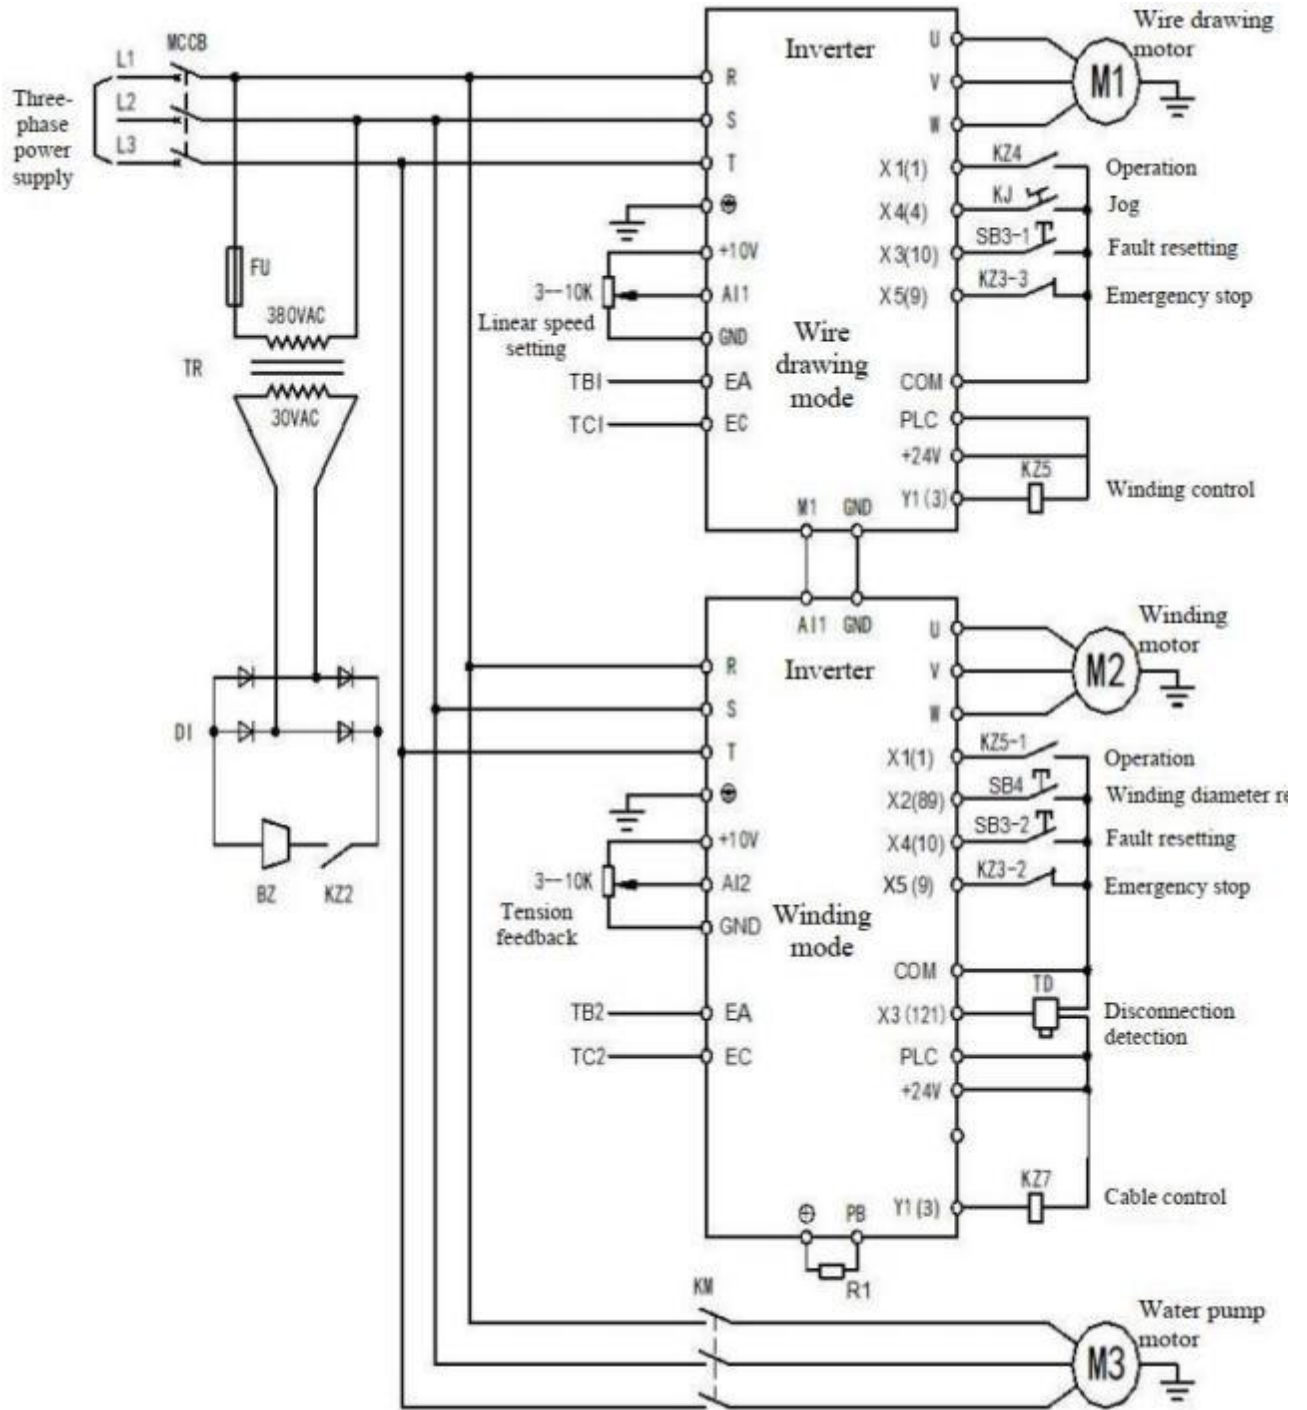 Three-
phase
power
supply
L1
L2
L3
MCCB
FU
380VAC
TR
30VAC
DI
BZ
KZ2
Inverter
Wire
drawing
mode
R
S
T
+10V
AI1
GND
EA
EC
3--10K
Linear speed
setting
TB1
TC1
U
V
W
M1
Wire drawing
motor
X1(1)
KZ4
Operation
X4(4)
KJ
Jog
X3(10)
SB3-1
Fault resetting
X5(9)
KZ3-3
Emergency stop
COM
PLC
+24V
Y1(3)
KZ5
Winding control
M1 GND
AI1 GND
Inverter
Winding
mode
R
S
T
+10V
AI2
GND
EA
EC
3--10K
Tension
feedback
TB2
TC2
U
V
W
M2
Winding
motor
X1(1)
KZ5-1
Operation
X2(89)
SB4
Winding diameter re
X4(10)
SB3-2
Fault resetting
X5(9)
KZ3-2
Emergency stop
COM
TD
X3(121)
Disconnection
detection
PLC
+24V
Y1(3)
KZ7
Cable control
PB
R1
KM
M3
Water pump
motor